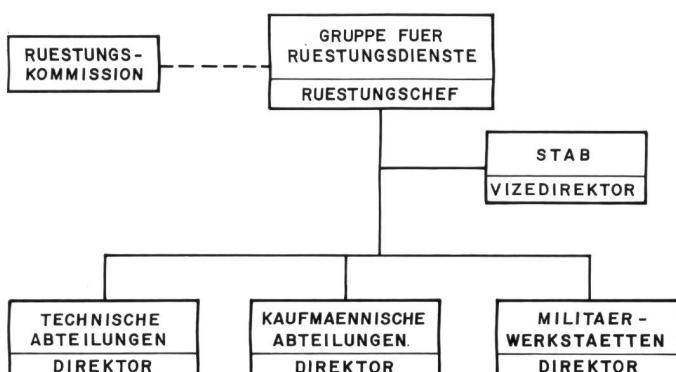 GRUPPE FUER
RUESTUNGSDIENSTE
RUESTUNGSCHEF
RUESTUNGS-
KOMMISSION
STAB
VIZEDIREKTOR
TECHNISCHE
ABTEILUNGEN
DIREKTOR
KAUFMAENNISCHE
ABTEILUNGEN.
DIREKTOR
MILITAER-
WERKSTAETTEN
DIREKTOR